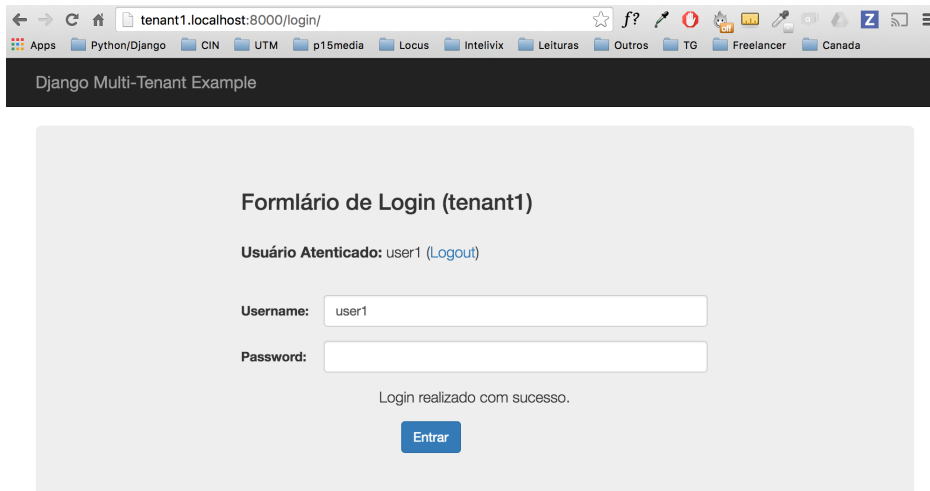 tenant1.localhost:8000/login/
f?
off
Z
Apps Python/Django CIN UTM p15media Locus Intelivix Leituras Outros TG Freelancer Canada
Django Multi-Tenant Example
Formlário de Login (tenant1)
Usuário Atenticado: user1 (Logout)
Username: user1
Password:
Login realizado com sucesso.
Entrar